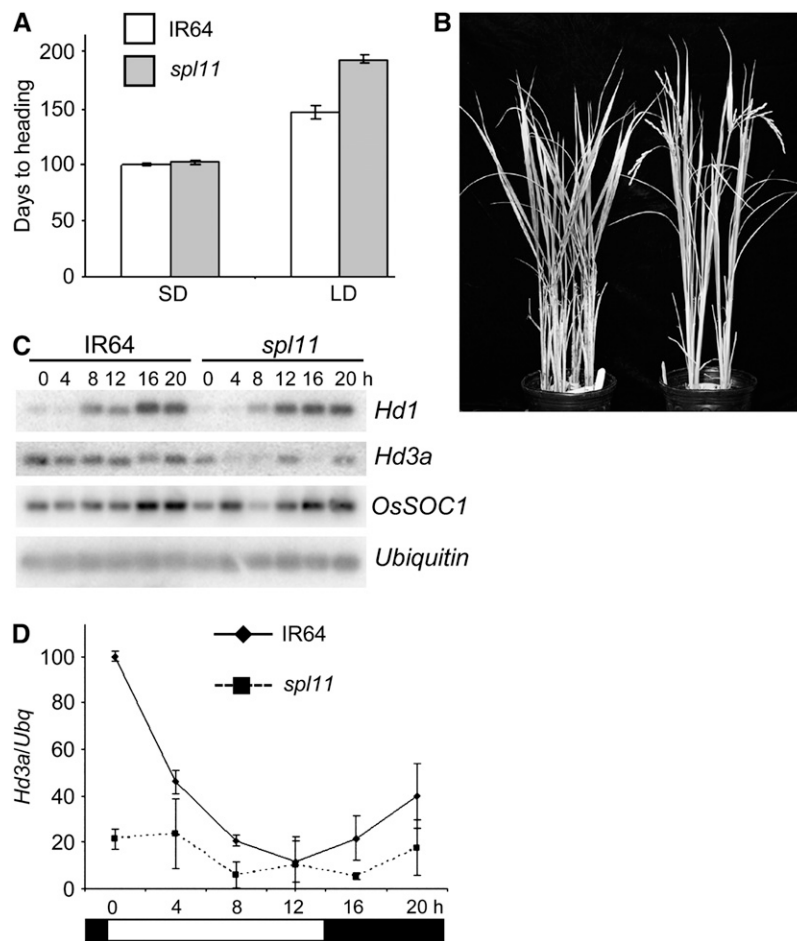 A
IR64
spl11
Days to heading
200
150
100
50
0
SD
LD
B
C
IR64
spl11
0 4 8 12 16 20 0 4 8 12 16 20 h
Hd1
Hd3a
OsSOC1
Ubiquitin
D
IR64
spl11
Hd3a/Ubq
100
80
60
40
20
0
0 4 8 12 16 20 h